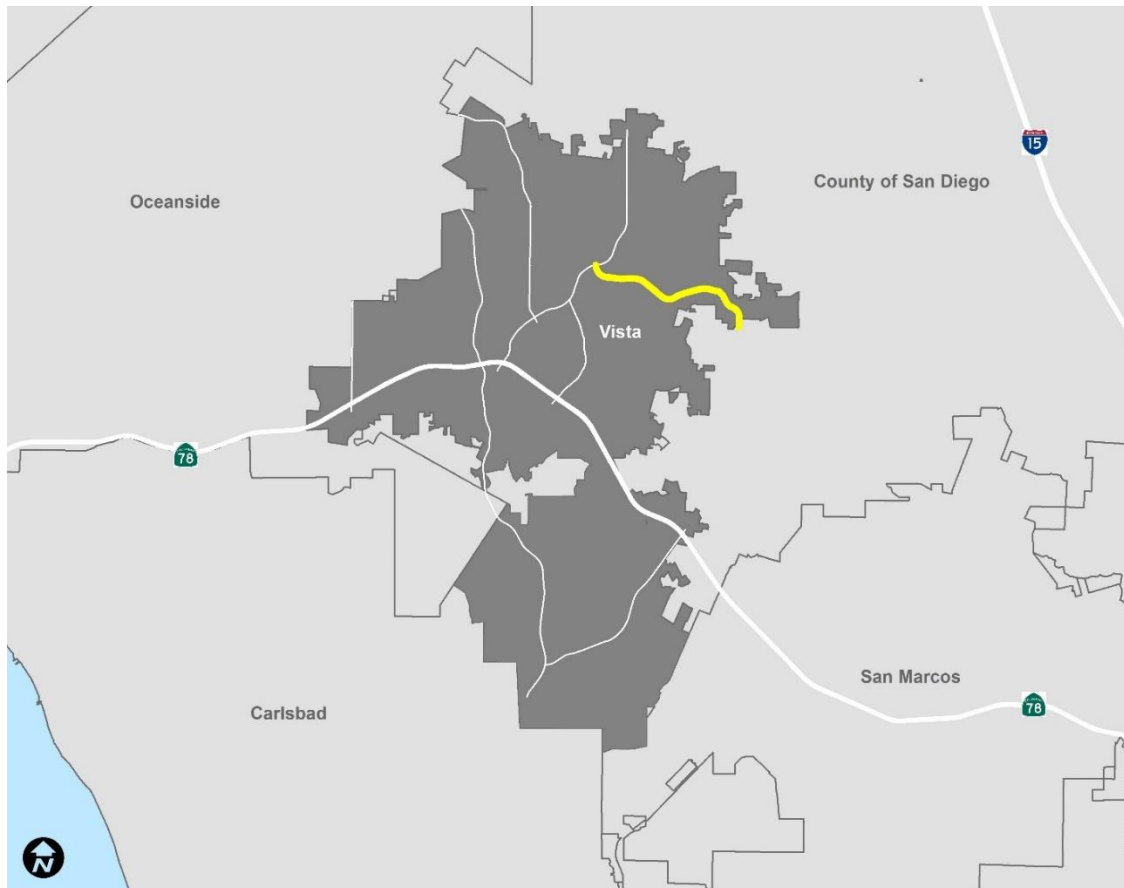 15
County of San Diego
Oceanside
Vista
78
San Marcos
78
Carlsbad
N